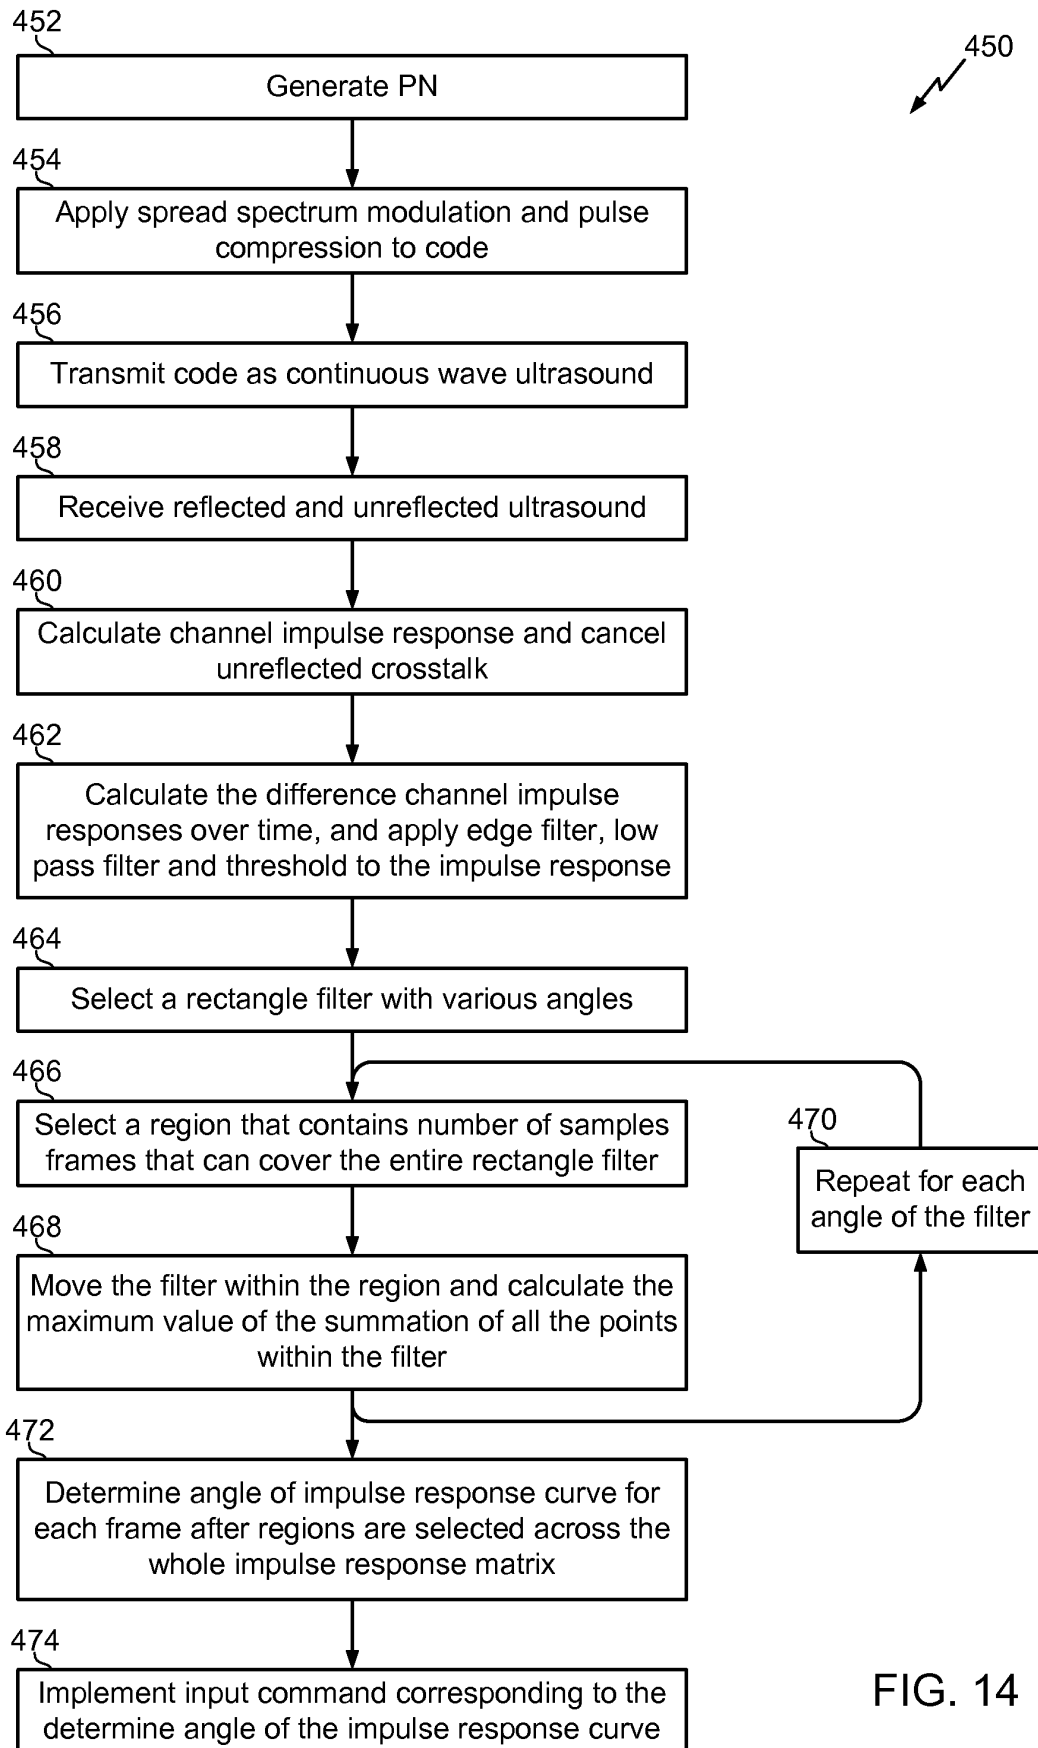 452
450
Generate PN
454
Apply spread spectrum modulation and pulse
compression to code
456
Transmit code as continuous wave ultrasound
458
Receive reflected and unreflected ultrasound
460
Calculate channel impulse response and cancel
unreflected crosstalk
462
Calculate the difference channel impulse
responses over time, and apply edge filter, low
pass filter and threshold to the impulse response
464
Select a rectangle filter with various angles
466
Select a region that contains number of samples
frames that can cover the entire rectangle filter
470
Repeat for each
angle of the filter
468
Move the filter within the region and calculate the
maximum value of the summation of all the points
within the filter
472
Determine angle of impulse response curve for
each frame after regions are selected across the
whole impulse response matrix
474
Implement input command corresponding to the
determine angle of the impulse response curve
FIG. 14